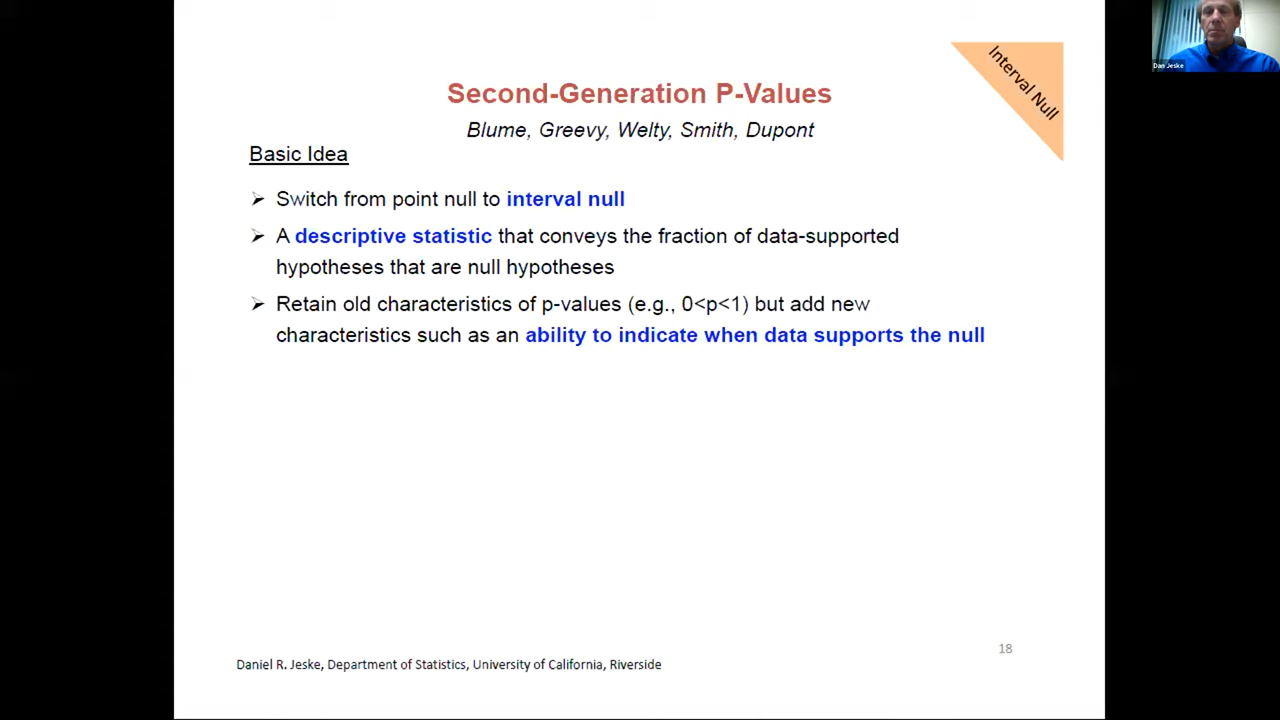 Dan Jeske
Interval Null
Second-Generation P-Values
Blume, Greevy, Welty, Smith, Dupont
Basic Idea
➢ Switch from point null to interval null
➢ A descriptive statistic that conveys the fraction of data-supported
hypotheses that are null hypotheses
➢ Retain old characteristics of p-values (e.g., 0<p<1) but add new
characteristics such as an ability to indicate when data supports the null
18
Daniel R. Jeske, Department of Statistics, University of California, Riverside